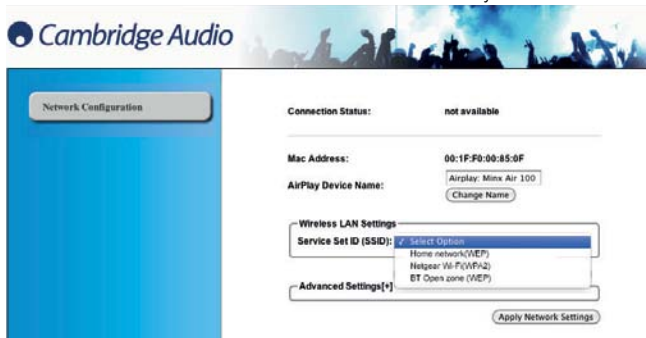 Cambridge Audio
Network Configuration
Connection Status: not available
Mac Address: 00:1F:F0:00:85:0F
AirPlay Device Name: Airplay: Minx Air 100
Change Name
Wireless LAN Settings
Service Set ID (SSID): ✓ Select Option
Home network(WEP)
Netgear Wi-Fi(WPA2)
BT Open zone (WEP)
Advanced Settings[+]
Apply Network Settings